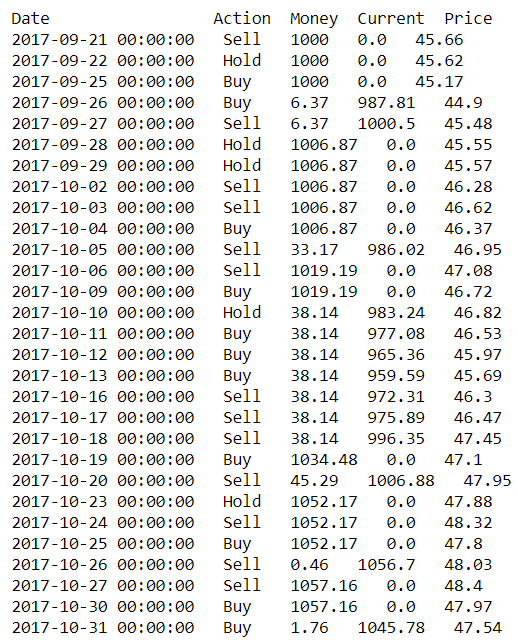 Date Action Money Current Price
2017-09-21 00:00:00 Sell 1000 0.0 45.66
2017-09-22 00:00:00 Hold 1000 0.0 45.62
2017-09-25 00:00:00 Buy 1000 0.0 45.17
2017-09-26 00:00:00 Buy 6.37 987.81 44.9
2017-09-27 00:00:00 Sell 6.37 1000.5 45.48
2017-09-28 00:00:00 Hold 1006.87 0.0 45.55
2017-09-29 00:00:00 Hold 1006.87 0.0 45.57
2017-10-02 00:00:00 Sell 1006.87 0.0 46.28
2017-10-03 00:00:00 Sell 1006.87 0.0 46.62
2017-10-04 00:00:00 Buy 1006.87 0.0 46.37
2017-10-05 00:00:00 Sell 33.17 986.02 46.95
2017-10-06 00:00:00 Sell 1019.19 0.0 47.08
2017-10-09 00:00:00 Buy 1019.19 0.0 46.72
2017-10-10 00:00:00 Hold 38.14 983.24 46.82
2017-10-11 00:00:00 Buy 38.14 977.08 46.53
2017-10-12 00:00:00 Buy 38.14 965.36 45.97
2017-10-13 00:00:00 Buy 38.14 959.59 45.69
2017-10-16 00:00:00 Sell 38.14 972.31 46.3
2017-10-17 00:00:00 Sell 38.14 975.89 46.47
2017-10-18 00:00:00 Sell 38.14 996.35 47.45
2017-10-19 00:00:00 Buy 1034.48 0.0 47.1
2017-10-20 00:00:00 Sell 45.29 1006.88 47.95
2017-10-23 00:00:00 Hold 1052.17 0.0 47.88
2017-10-24 00:00:00 Sell 1052.17 0.0 48.32
2017-10-25 00:00:00 Buy 1052.17 0.0 47.8
2017-10-26 00:00:00 Sell 0.46 1056.7 48.03
2017-10-27 00:00:00 Sell 1057.16 0.0 48.4
2017-10-30 00:00:00 Buy 1057.16 0.0 47.97
2017-10-31 00:00:00 Buy 1.76 1045.78 47.54